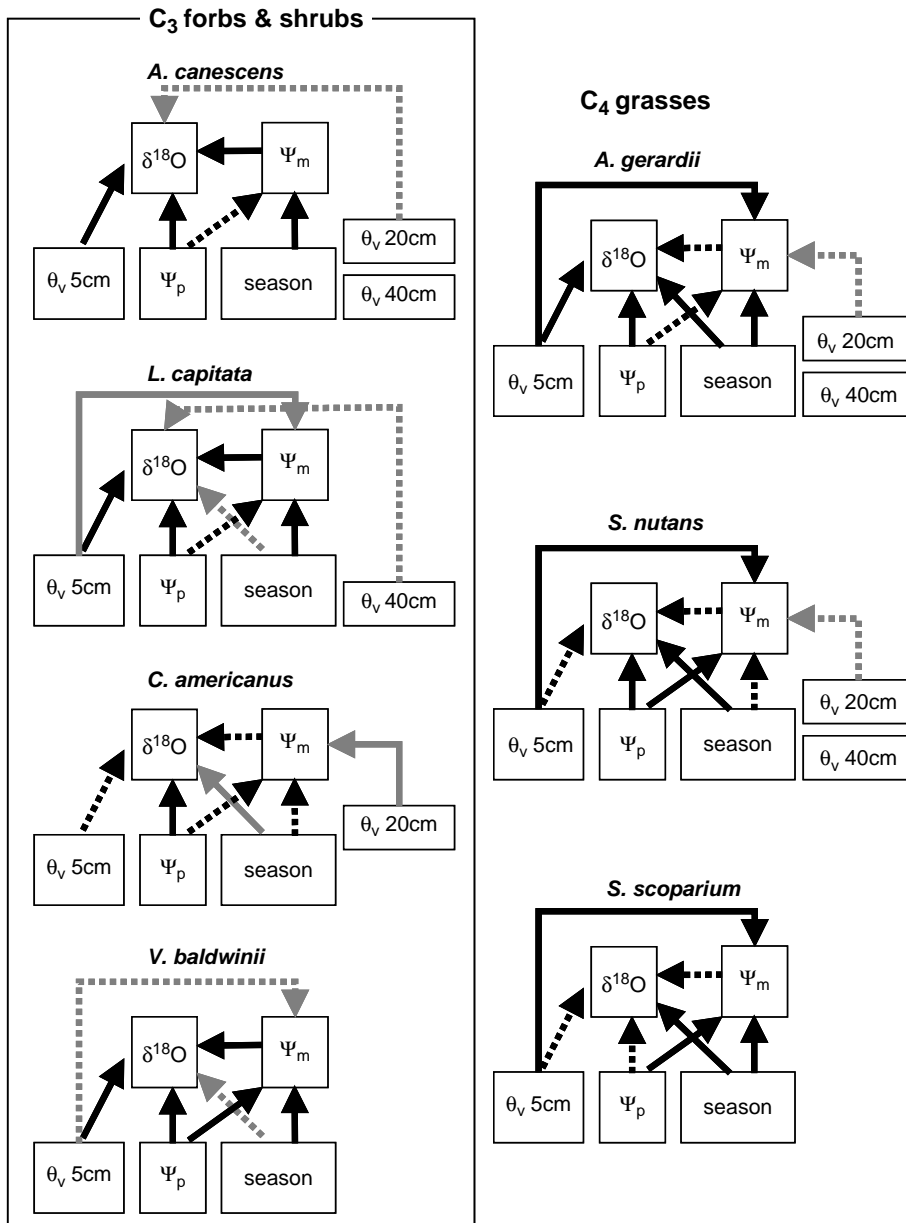 C₃ forbs & shrubs
A. canescens
δ¹⁸O
Ψₘ
θᵥ 5cm
Ψₚ
season
θᵥ 20cm
θᵥ 40cm
L. capitata
δ¹⁸O
Ψₘ
θᵥ 5cm
Ψₚ
season
θᵥ 40cm
C. americanus
δ¹⁸O
Ψₘ
θᵥ 5cm
Ψₚ
season
θᵥ 20cm
V. baldwinii
δ¹⁸O
Ψₘ
θᵥ 5cm
Ψₚ
season
C₄ grasses
A. gerardii
δ¹⁸O
Ψₘ
θᵥ 5cm
Ψₚ
season
θᵥ 20cm
θᵥ 40cm
S. nutans
δ¹⁸O
Ψₘ
θᵥ 5cm
Ψₚ
season
θᵥ 20cm
θᵥ 40cm
S. scoparium
δ¹⁸O
Ψₘ
θᵥ 5cm
Ψₚ
season